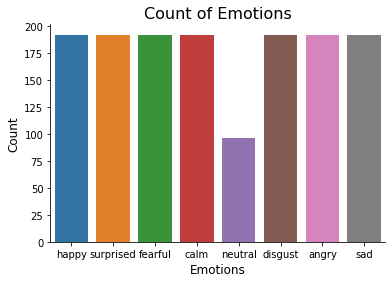 Count of Emotions
200
175
150
125
100
75
50
25
0
Count
happy surprised fearful calm neutral disgust angry sad
Emotions